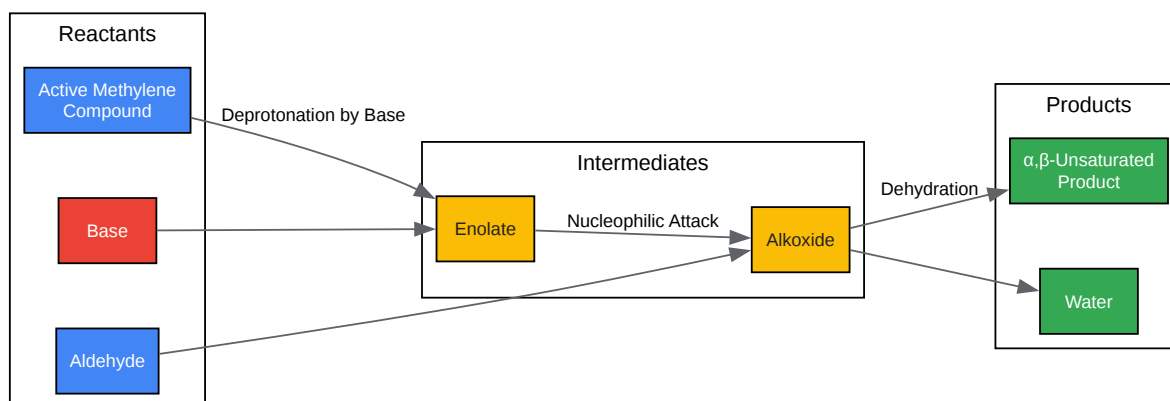 Reactants
Active Methylene
Compound
Deprotonation by Base
Base
Aldehyde
Intermediates
Enolate
Nucleophilic Attack
Alkoxide
Dehydration
Products
α,β-Unsaturated
Product
Water